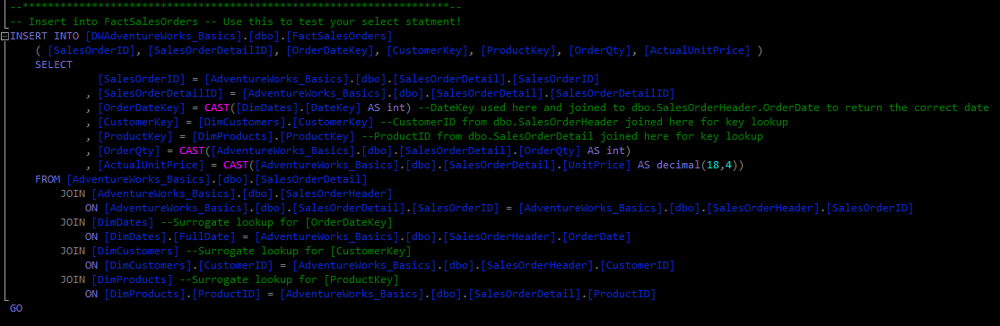 --********************************************************************--
-- Insert into FactSalesOrders -- Use this to test your select statment!
INSERT INTO [DWAdventureWorks_Basics].[dbo].[FactSalesOrders]
( [SalesOrderID], [SalesOrderDetailID], [OrderDateKey], [CustomerKey], [ProductKey], [OrderQty], [ActualUnitPrice] )
SELECT
[SalesOrderID] = [AdventureWorks_Basics].[dbo].[SalesOrderDetail].[SalesOrderID]
, [SalesOrderDetailID] = [AdventureWorks_Basics].[dbo].[SalesOrderDetail].[SalesOrderDetailID]
, [OrderDateKey] = CAST([DimDates].[DateKey] AS int) --DateKey used here and joined to dbo.SalesOrderHeader.OrderDate to return the correct date
, [CustomerKey] = [DimCustomers].[CustomerKey] --CustomerID from dbo.SalesOrderHeader joined here for key lookup
, [ProductKey] = [DimProducts].[ProductKey] --ProductID from dbo.SalesOrderDetail joined here for key lookup
, [OrderQty] = CAST([AdventureWorks_Basics].[dbo].[SalesOrderDetail].[OrderQty] AS int)
, [ActualUnitPrice] = CAST([AdventureWorks_Basics].[dbo].[SalesOrderDetail].[UnitPrice] AS decimal(18,4))
FROM [AdventureWorks_Basics].[dbo].[SalesOrderDetail]
JOIN [AdventureWorks_Basics].[dbo].[SalesOrderHeader]
ON [AdventureWorks_Basics].[dbo].[SalesOrderDetail].[SalesOrderID] = [AdventureWorks_Basics].[dbo].[SalesOrderHeader].[SalesOrderID]
JOIN [DimDates] --Surrogate lookup for [OrderDateKey]
ON [DimDates].[FullDate] = [AdventureWorks_Basics].[dbo].[SalesOrderHeader].[OrderDate]
JOIN [DimCustomers] --Surrogate lookup for [CustomerKey]
ON [DimCustomers].[CustomerID] = [AdventureWorks_Basics].[dbo].[SalesOrderHeader].[CustomerID]
JOIN [DimProducts] --Surrogate lookup for [ProductKey]
ON [DimProducts].[ProductID] = [AdventureWorks_Basics].[dbo].[SalesOrderDetail].[ProductID]
GO